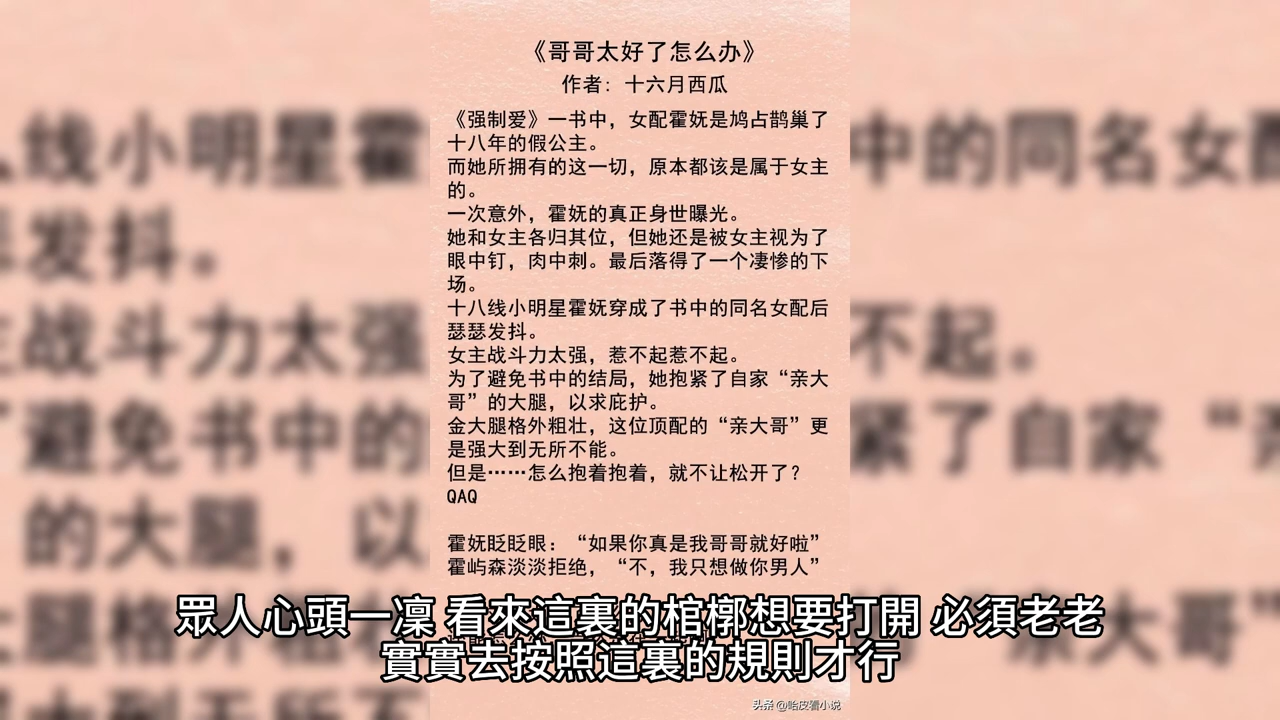 《哥哥太好了怎么办》
作者: 十六月西瓜
《强制爱》一书中，女配霍妩是鸠占鹊巢了
十八年的假公主。
而她所拥有的这一切，原本都该是属于女主
的。
一次意外，霍妩的真正身世曝光。
她和女主各归其位，但她还是被女主视为了
眼中钉，肉中刺。最后落得了一个凄惨的下
场。
十八线小明星霍妩穿成了书中的同名女配后
瑟瑟发抖。
女主战斗力太强，惹不起惹不起。
为了避免书中的结局，她抱紧了自家“亲大
哥”的大腿，以求庇护。
金大腿格外粗壮，这位顶配的“亲大哥”更
是强大到无所不能。
但是……怎么抱着抱着，就不让松开了？
QAQ
霍妩眨眨眼：“如果你真是我哥哥就好啦”
霍屿森淡淡拒绝，“不，我只想做你男人”
眾人心頭一凜 看來這裏的棺槨想要打開 必須老老
實實去按照這裏的規則才行
头条 @帕皮看小说